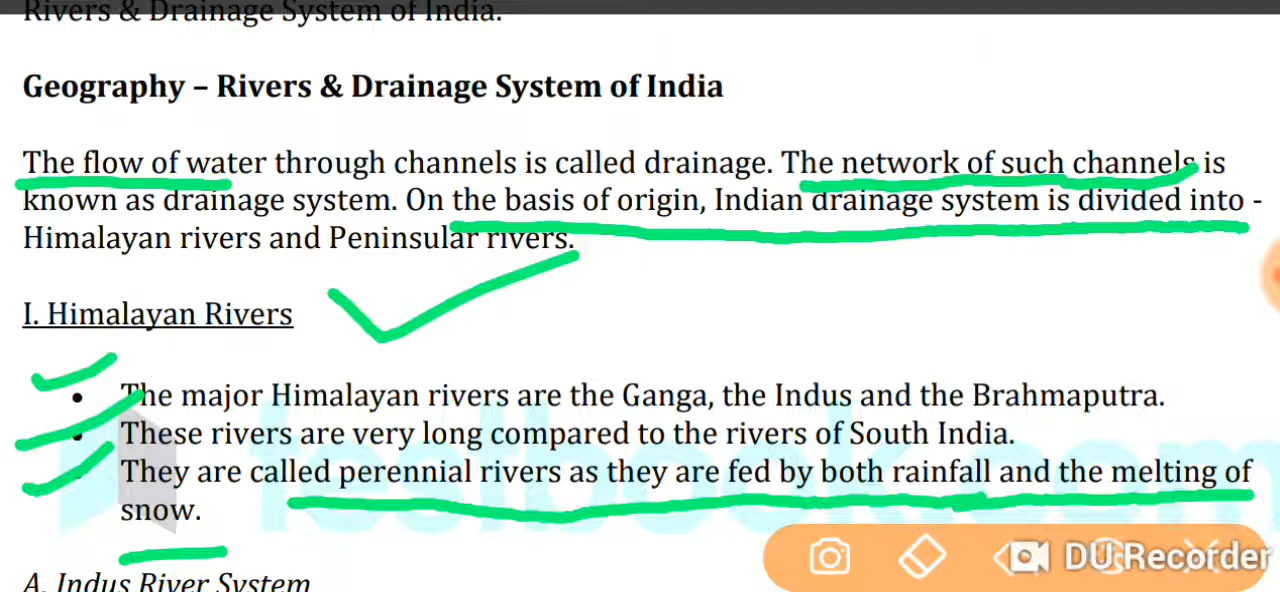 Rivers & Drainage System of India.
Geography – Rivers & Drainage System of India
The flow of water through channels is called drainage. The network of such channels is
known as drainage system. On the basis of origin, Indian drainage system is divided into -
Himalayan rivers and Peninsular rivers.
I. Himalayan Rivers
• The major Himalayan rivers are the Ganga, the Indus and the Brahmaputra.
• These rivers are very long compared to the rivers of South India.
• They are called perennial rivers as they are fed by both rainfall and the melting of
snow.
testbook.com
DU Recorder
A. Indus River System